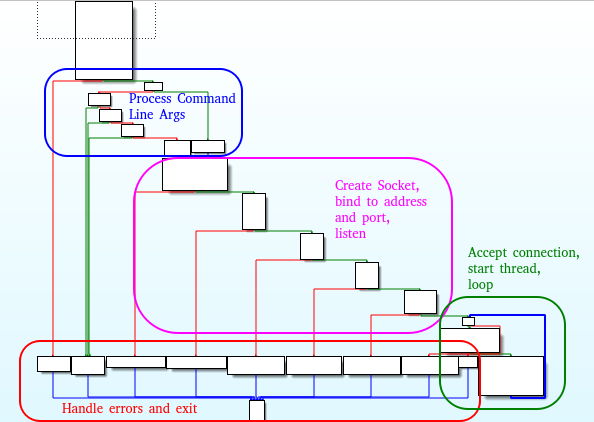 Process Command
Line Args
Create Socket,
bind to address
and port,
listen
Accept connection,
start thread,
loop
Handle errors and exit